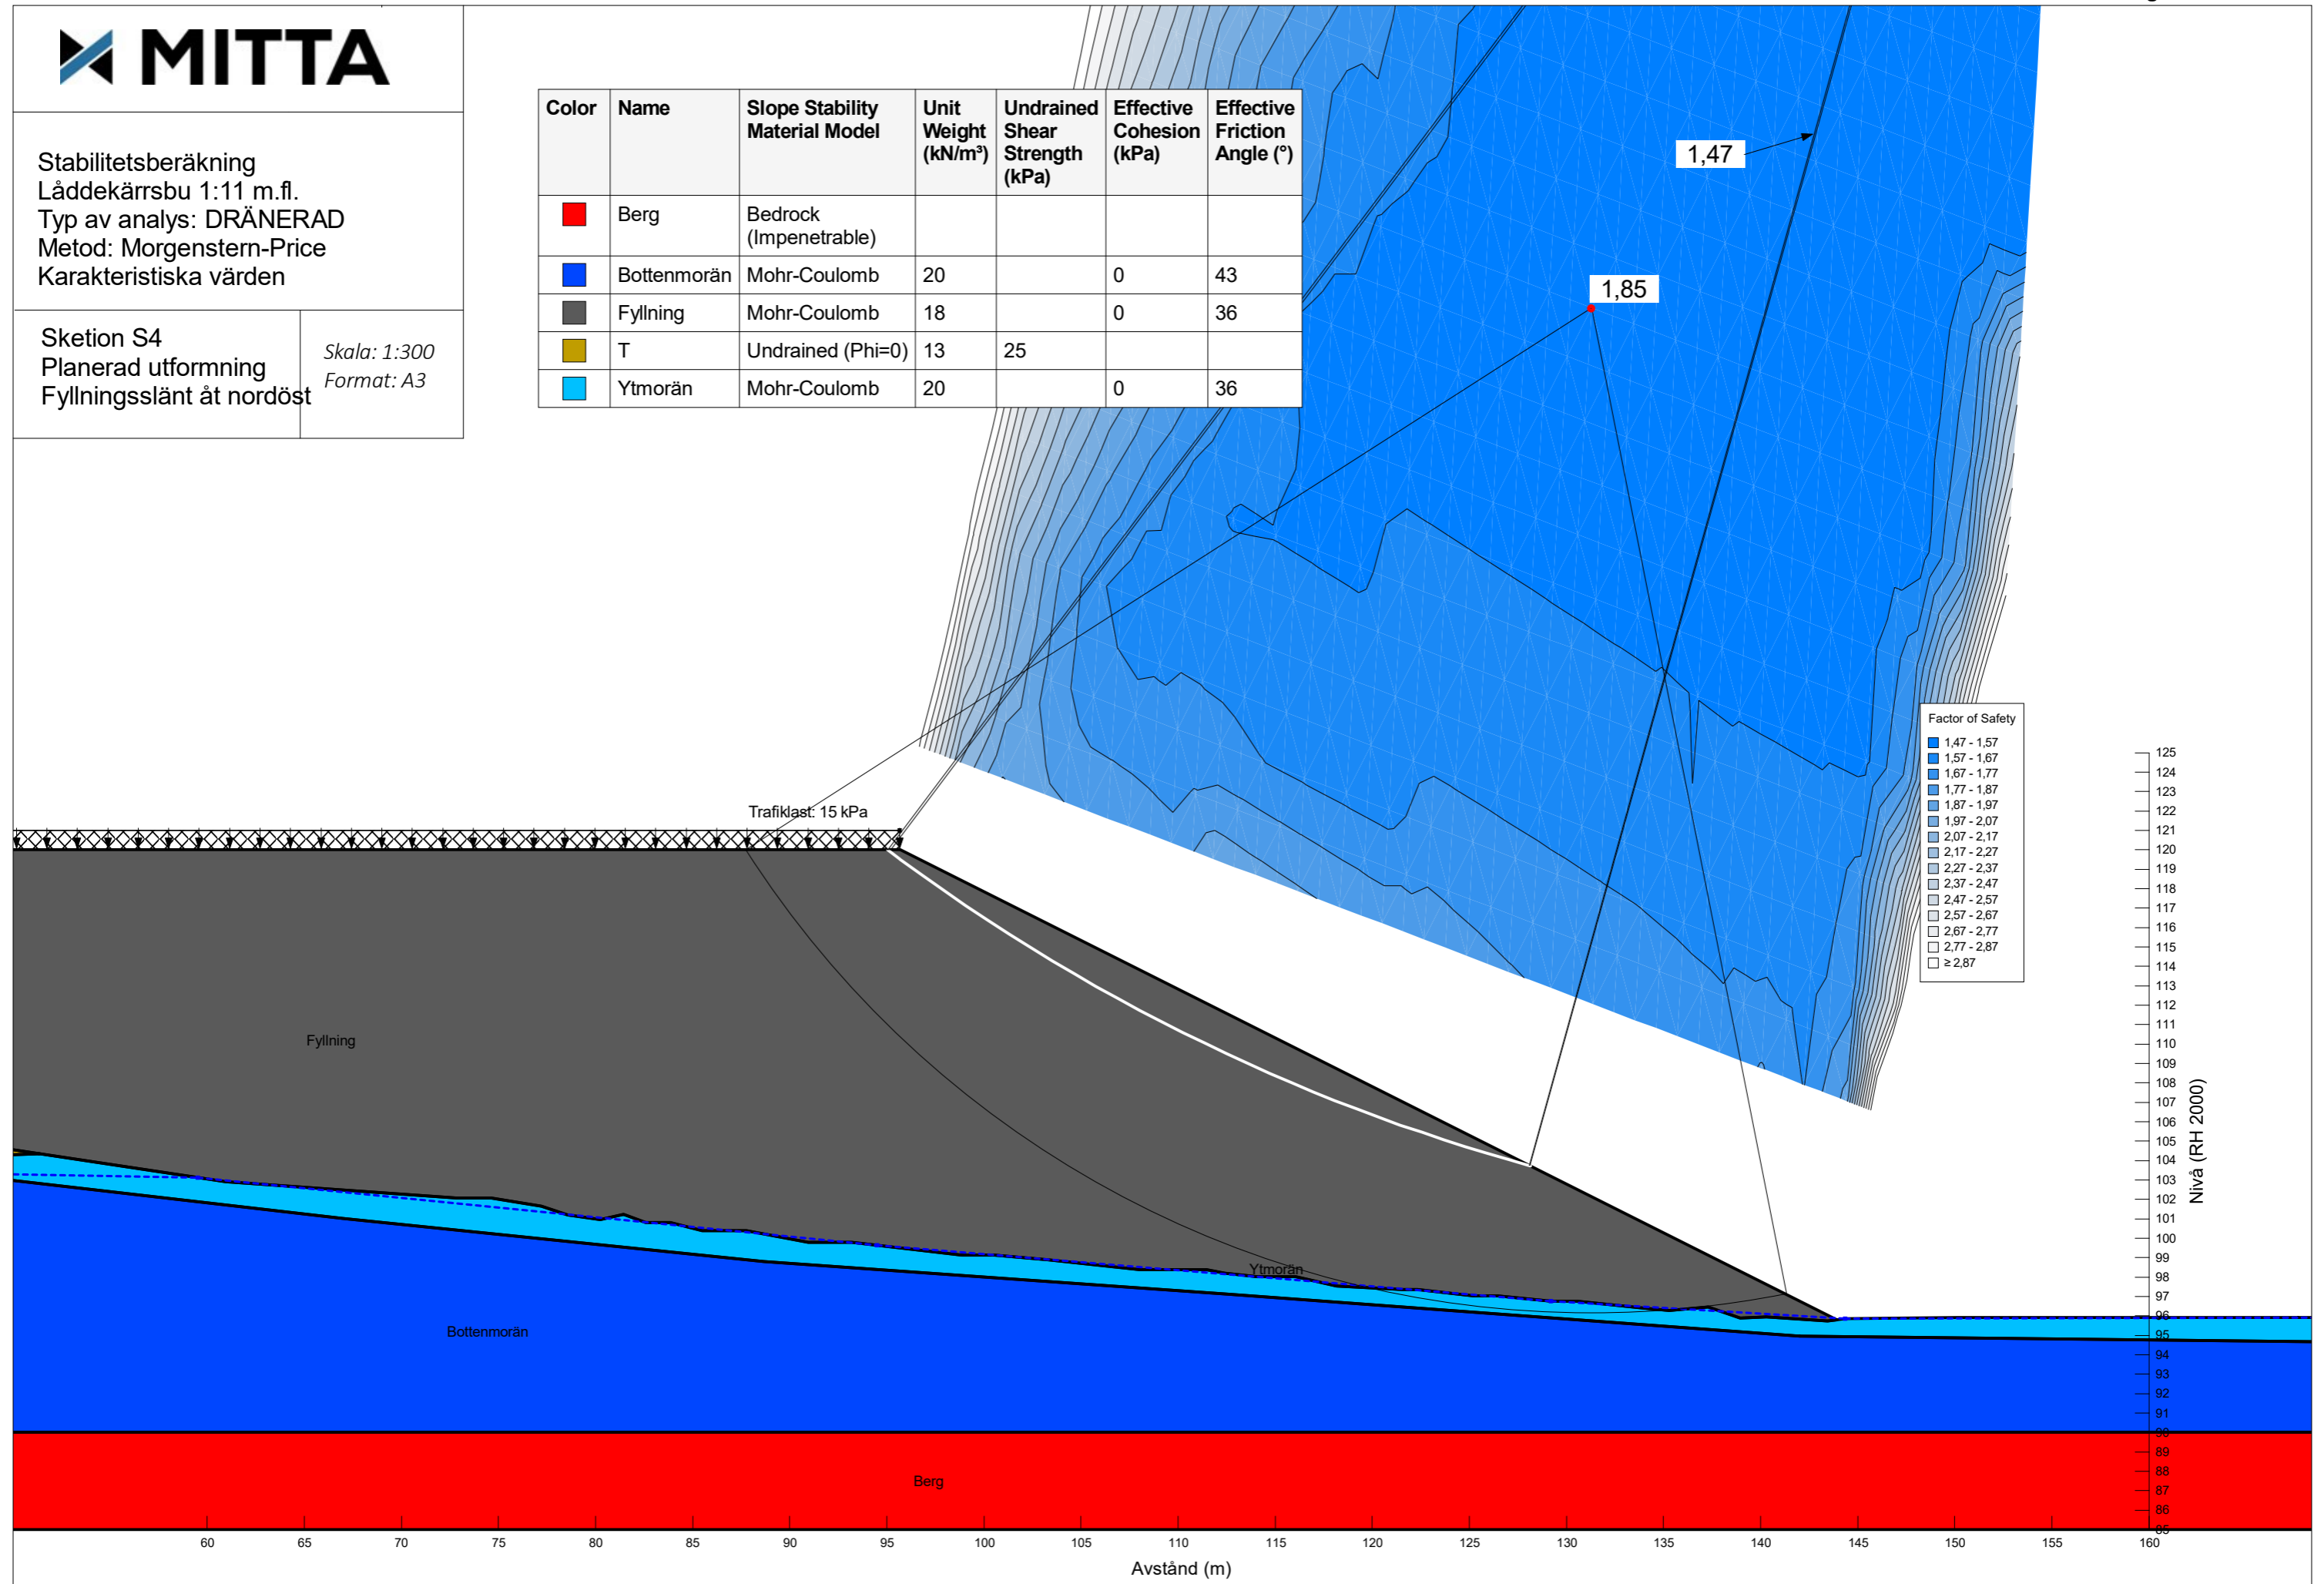 MITTA
Stabilitetsberäkning
Låddekärrsbu 1:11 m.fl.
Typ av analys: DRÄNERAD
Metod: Morgenstern-Price
Karakteristiska värden
Sketion S4
Planerad utformning
Fyllningsslänt åt nordöst
Skala: 1:300
Format: A3
Color Name Slope Stability Material Model Unit Weight (kN/m³) Undrained Shear Strength (kPa) Effective Cohesion (kPa) Effective Friction Angle (°)
Berg Bedrock (Impenetrable)
Bottenmorän Mohr-Coulomb 20 0 43
Fyllning Mohr-Coulomb 18 0 36
T Undrained (Phi=0) 13 25
Ytmorän Mohr-Coulomb 20 0 36
1,47
1,85
Factor of Safety
1,47 - 1,57
1,57 - 1,67
1,67 - 1,77
1,77 - 1,87
1,87 - 1,97
1,97 - 2,07
2,07 - 2,17
2,17 - 2,27
2,27 - 2,37
2,37 - 2,47
2,47 - 2,57
2,57 - 2,67
2,67 - 2,77
2,77 - 2,87
≥ 2,87
Trafiklast: 15 kPa
Fyllning
Ytmorän
Bottenmorän
Berg
125
124
123
122
121
120
119
118
117
116
115
114
113
112
111
110
109
108
107
106
105
104
103
102
101
100
99
98
97
96
95
94
93
92
91
90
89
88
87
86
85
Nivå (RH 2000)
60 65 70 75 80 85 90 95 100 105 110 115 120 125 130 135 140 145 150 155 160
Avstånd (m)